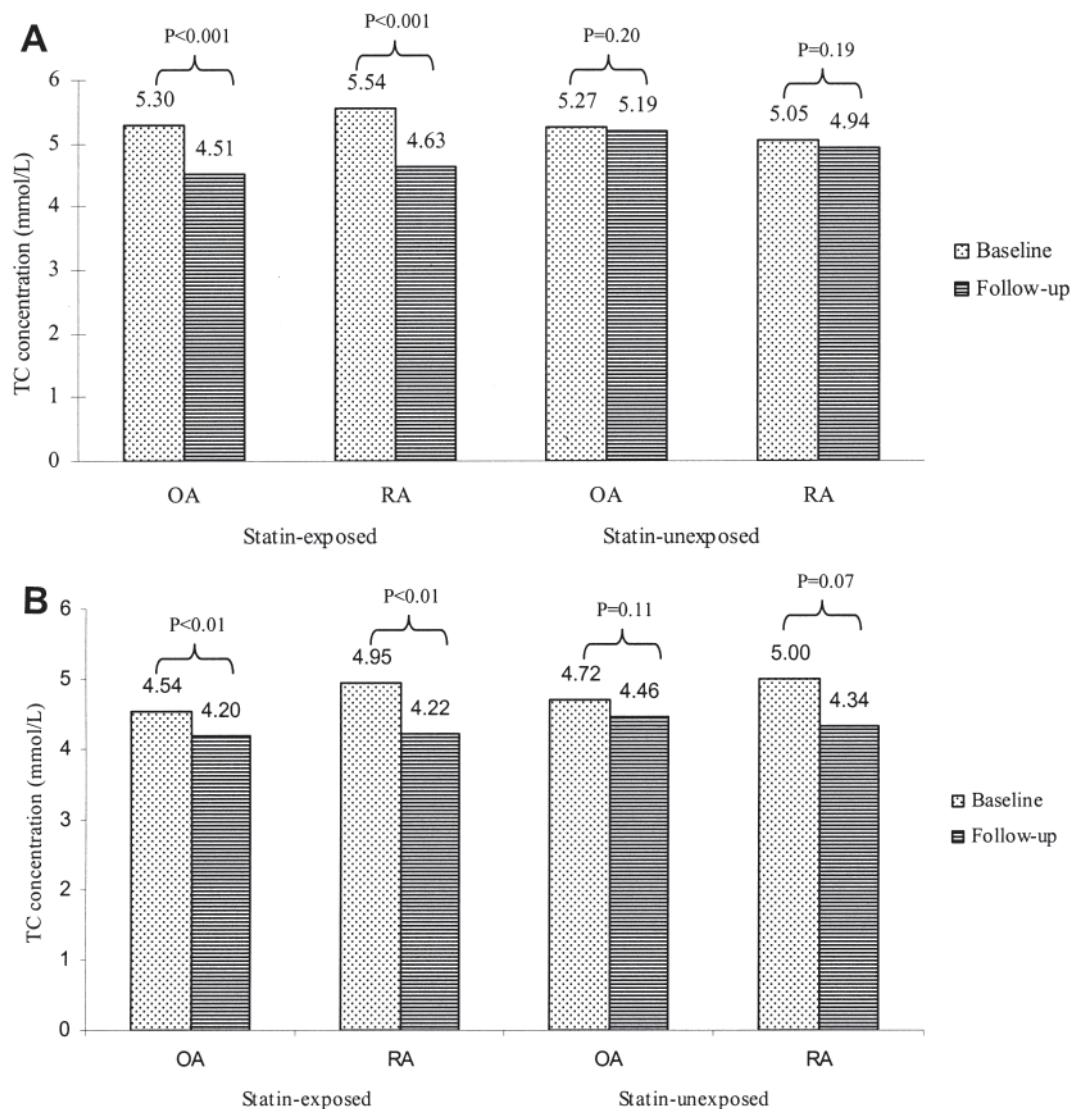 A
P<0.001
P<0.001
P=0.20
P=0.19
6
5
4
3
2
1
0
TC concentration (mmol/L)
5.30
4.51
5.54
4.63
5.27
5.19
5.05
4.94
Baseline
Follow-up
OA
RA
OA
RA
Statin-exposed
Statin-unexposed
B
P<0.01
P<0.01
P=0.11
P=0.07
6
5
4
3
2
1
0
TC concentration (mmol/L)
4.54
4.20
4.95
4.22
4.72
4.46
5.00
4.34
Baseline
Follow-up
OA
RA
OA
RA
Statin-exposed
Statin-unexposed